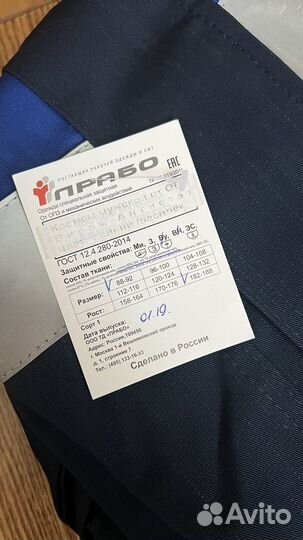 ПОСТАВЩИК РАБОЧЕЙ ОДЕЖДЫ И СИЗ
ПРАБО
ЕАС
Одежда специальная защитная
От ОПЗ и механических воздействий
ГОСТ 12.4.280-2014
Защитные свойства: Ми, З, Ву, Вн, ЭС
Состав ткани:
Размер: 88-92 96-100 104-108
112-116 120-124 128-132
Рост: 158-164 170-176 182-188
Сорт 1
Дата выпуска: 01.19.
ООО ТД «ПРАБО»
Адрес: Россия, 109456
г. Москва 1-й Вешняковский проезд
д. 1, строение 7
Тел.: (495) 133-16-33
Сделано в России
Avito